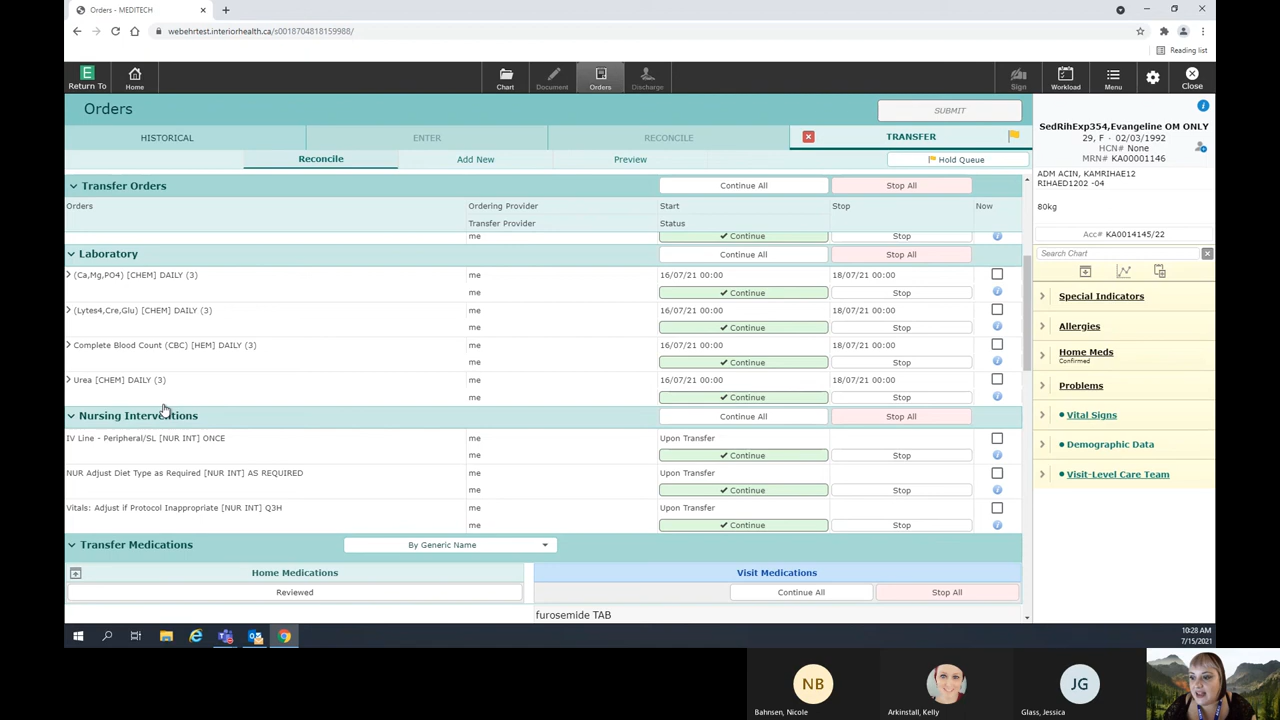 Orders - MEDITECH
webehrtest.interiorhealth.ca/s0018704818159988/
Reading list
E
Return To
Home
Chart
Document
Orders
Discharge
Sign
Workload
Menu
Close
Orders
SUBMIT
HISTORICAL
ENTER
RECONCILE
TRANSFER
Reconcile
Add New
Preview
Hold Queue
Transfer Orders
Continue All
Stop All
Orders
Ordering Provider
Start
Stop
Now
Transfer Provider
Status
me
Continue
Stop
Laboratory
Continue All
Stop All
(Ca,Mg,PO4) [CHEM] DAILY (3)
me
16/07/21 00:00
18/07/21 00:00
me
Continue
Stop
(Lytes4,Cre,Glu) [CHEM] DAILY (3)
me
16/07/21 00:00
18/07/21 00:00
me
Continue
Stop
Complete Blood Count (CBC) [HEM] DAILY (3)
me
16/07/21 00:00
18/07/21 00:00
me
Continue
Stop
Urea [CHEM] DAILY (3)
me
16/07/21 00:00
18/07/21 00:00
me
Continue
Stop
Nursing Interventions
Continue All
Stop All
IV Line - Peripheral/SL [NUR INT] ONCE
me
Upon Transfer
me
Continue
Stop
NUR Adjust Diet Type as Required [NUR INT] AS REQUIRED
me
Upon Transfer
me
Continue
Stop
Vitals: Adjust if Protocol Inappropriate [NUR INT] Q3H
me
Upon Transfer
me
Continue
Stop
Transfer Medications
By Generic Name
Home Medications
Visit Medications
Reviewed
Continue All
Stop All
furosemide TAB
SedRihExp354,Evangeline OM ONLY
29, F - 02/03/1992
HCN# None
MRN# KA00001146
ADM ACIN, KAMRIHAE12
RIHAED1202 -04
80kg
Acc# KA0014145/22
Search Chart
Special Indicators
Allergies
Home Meds
Confirmed
Problems
Vital Signs
Demographic Data
Visit-Level Care Team
10:28 AM
7/15/2021
NB
Bahnsen, Nicole
Arkinstall, Kelly
JG
Glass, Jessica